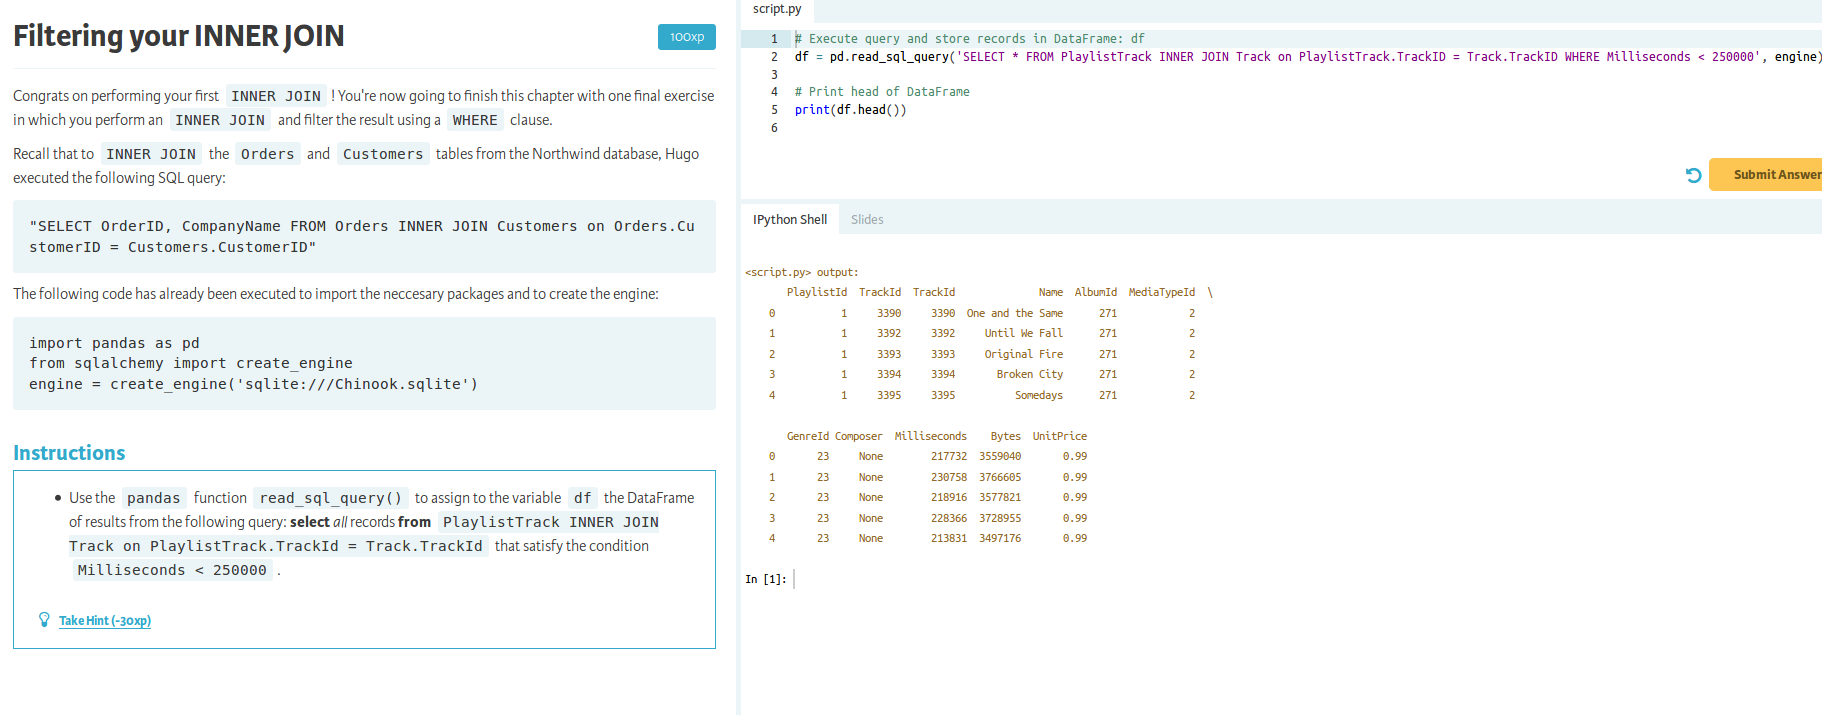 Filtering your INNER JOIN
100xp
Congrats on performing your first INNER JOIN ! You're now going to finish this chapter with one final exercise
in which you perform an INNER JOIN and filter the result using a WHERE clause.
Recall that to INNER JOIN the Orders and Customers tables from the Northwind database, Hugo
executed the following SQL query:
"SELECT OrderID, CompanyName FROM Orders INNER JOIN Customers on Orders.Cu
stomerID = Customers.CustomerID"
The following code has already been executed to import the neccesary packages and to create the engine:
import pandas as pd
from sqlalchemy import create_engine
engine = create_engine('sqlite:///Chinook.sqlite')
Instructions
• Use the pandas function read_sql_query() to assign to the variable df the DataFrame
of results from the following query: select all records from PlaylistTrack INNER JOIN
Track on PlaylistTrack.TrackId = Track.TrackId that satisfy the condition
Milliseconds < 250000 .
Take Hint (-30xp)
script.py
1 # Execute query and store records in DataFrame: df
2 df = pd.read_sql_query('SELECT * FROM PlaylistTrack INNER JOIN Track on PlaylistTrack.TrackID = Track.TrackID WHERE Milliseconds < 250000', engine)
3
4 # Print head of DataFrame
5 print(df.head())
6
Submit Answer
IPython Shell Slides
<script.py> output:
PlaylistId TrackId TrackId Name AlbumId MediaTypeId \
0 1 3390 3390 One and the Same 271 2
1 1 3392 3392 Until We Fall 271 2
2 1 3393 3393 Original Fire 271 2
3 1 3394 3394 Broken City 271 2
4 1 3395 3395 Somedays 271 2
GenreId Composer Milliseconds Bytes UnitPrice
0 23 None 217732 3559040 0.99
1 23 None 230758 3766605 0.99
2 23 None 218916 3577821 0.99
3 23 None 228366 3728955 0.99
4 23 None 213831 3497176 0.99
In [1]: